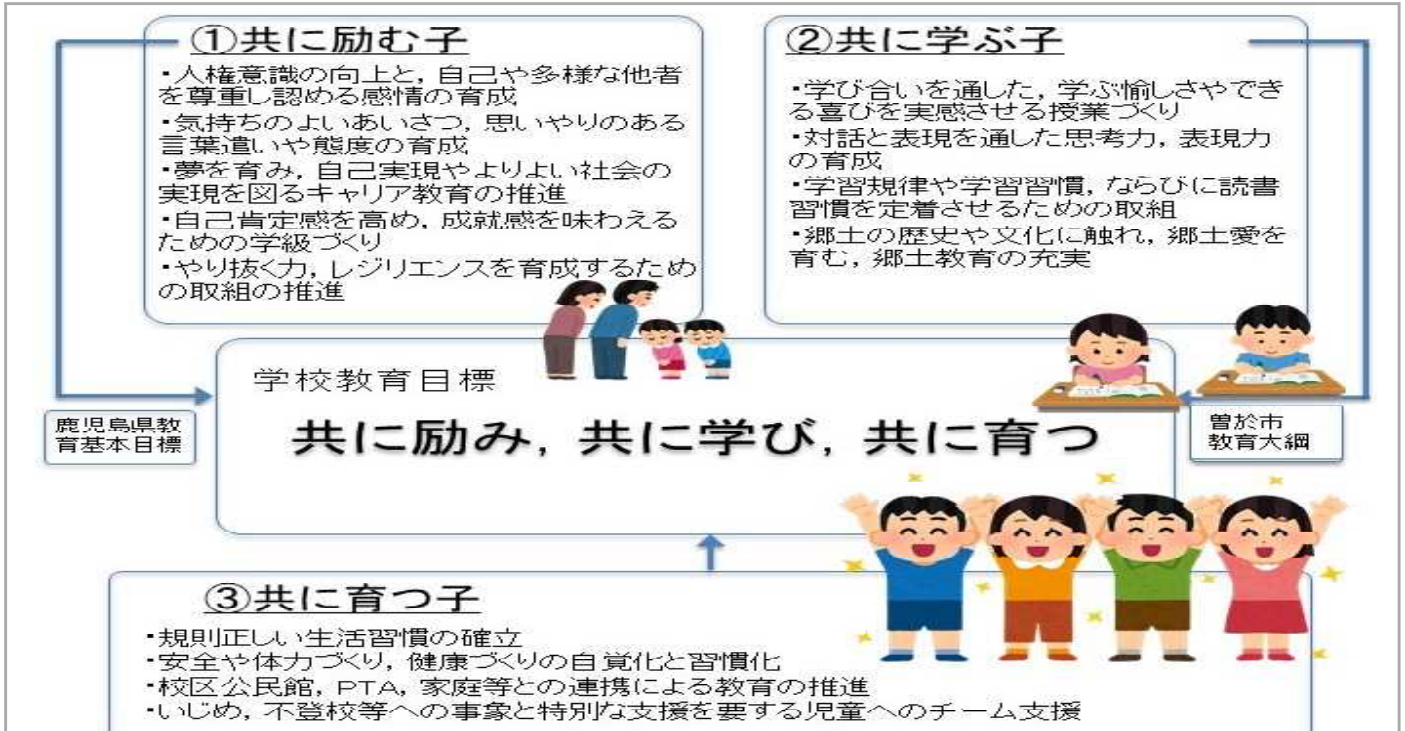 ①共に励む子
・人権意識の向上と，自己や多様な他者
を尊重し認める感情の育成
・気持ちのよいあいさつ，思いやりのある
言葉遣いや態度の育成
・夢を育み，自己実現やよりよい社会の
実現を図るキャリア教育の推進
・自己肯定感を高め，成就感を味わえる
ための学級づくり
・やり抜く力，レジリエンスを育成するため
の取組の推進
②共に学ぶ子
・学び合いを通した，学ぶ愉しさやでき
る喜びを実感させる授業づくり
・対話と表現を通した思考力，表現力
の育成
・学習規律や学習習慣，ならびに読書
習慣を定着させるための取組
・郷土の歴史や文化に触れ，郷土愛を
育む，郷土教育の充実
学校教育目標
共に励み，共に学び，共に育つ
鹿児島県教
育基本目標
曽於市
教育大綱
③共に育つ子
・規則正しい生活習慣の確立
・安全や体力づくり，健康づくりの自覚化と習慣化
・校区公民館，PTA，家庭等との連携による教育の推進
・いじめ，不登校等への事象と特別な支援を要する児童へのチーム支援